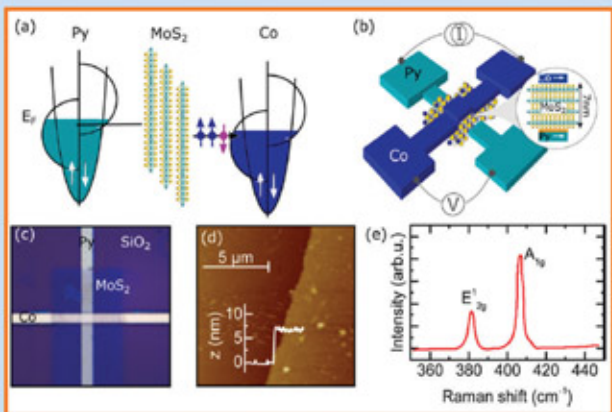 (a)
Py
MoS₂
Co
E_F
(b)
I
Py
Co
V
MoS₂
7nm
(c)
Py
SiO₂
MoS₂
Co
(d)
5 μm
z (nm)
10
5
0
(e)
Intensity (arb.u.)
E¹₂g
A₁g
360
380
400
420
440
Raman shift (cm⁻¹)